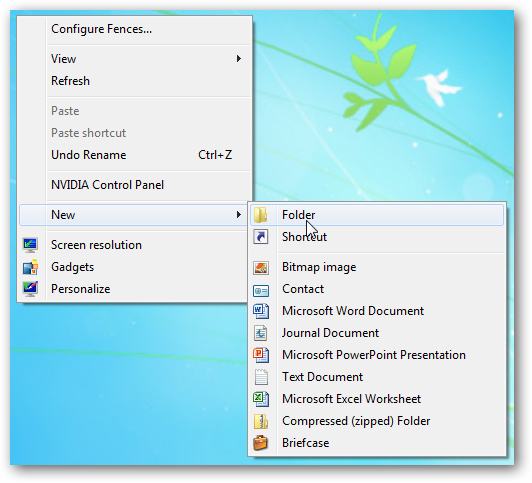 Configure Fences...
View
Refresh
Paste
Paste shortcut
Undo Rename Ctrl+Z
NVIDIA Control Panel
New
Screen resolution
Gadgets
Personalize
Folder
Shortcut
Bitmap image
Contact
Microsoft Word Document
Journal Document
Microsoft PowerPoint Presentation
Text Document
Microsoft Excel Worksheet
Compressed (zipped) Folder
Briefcase